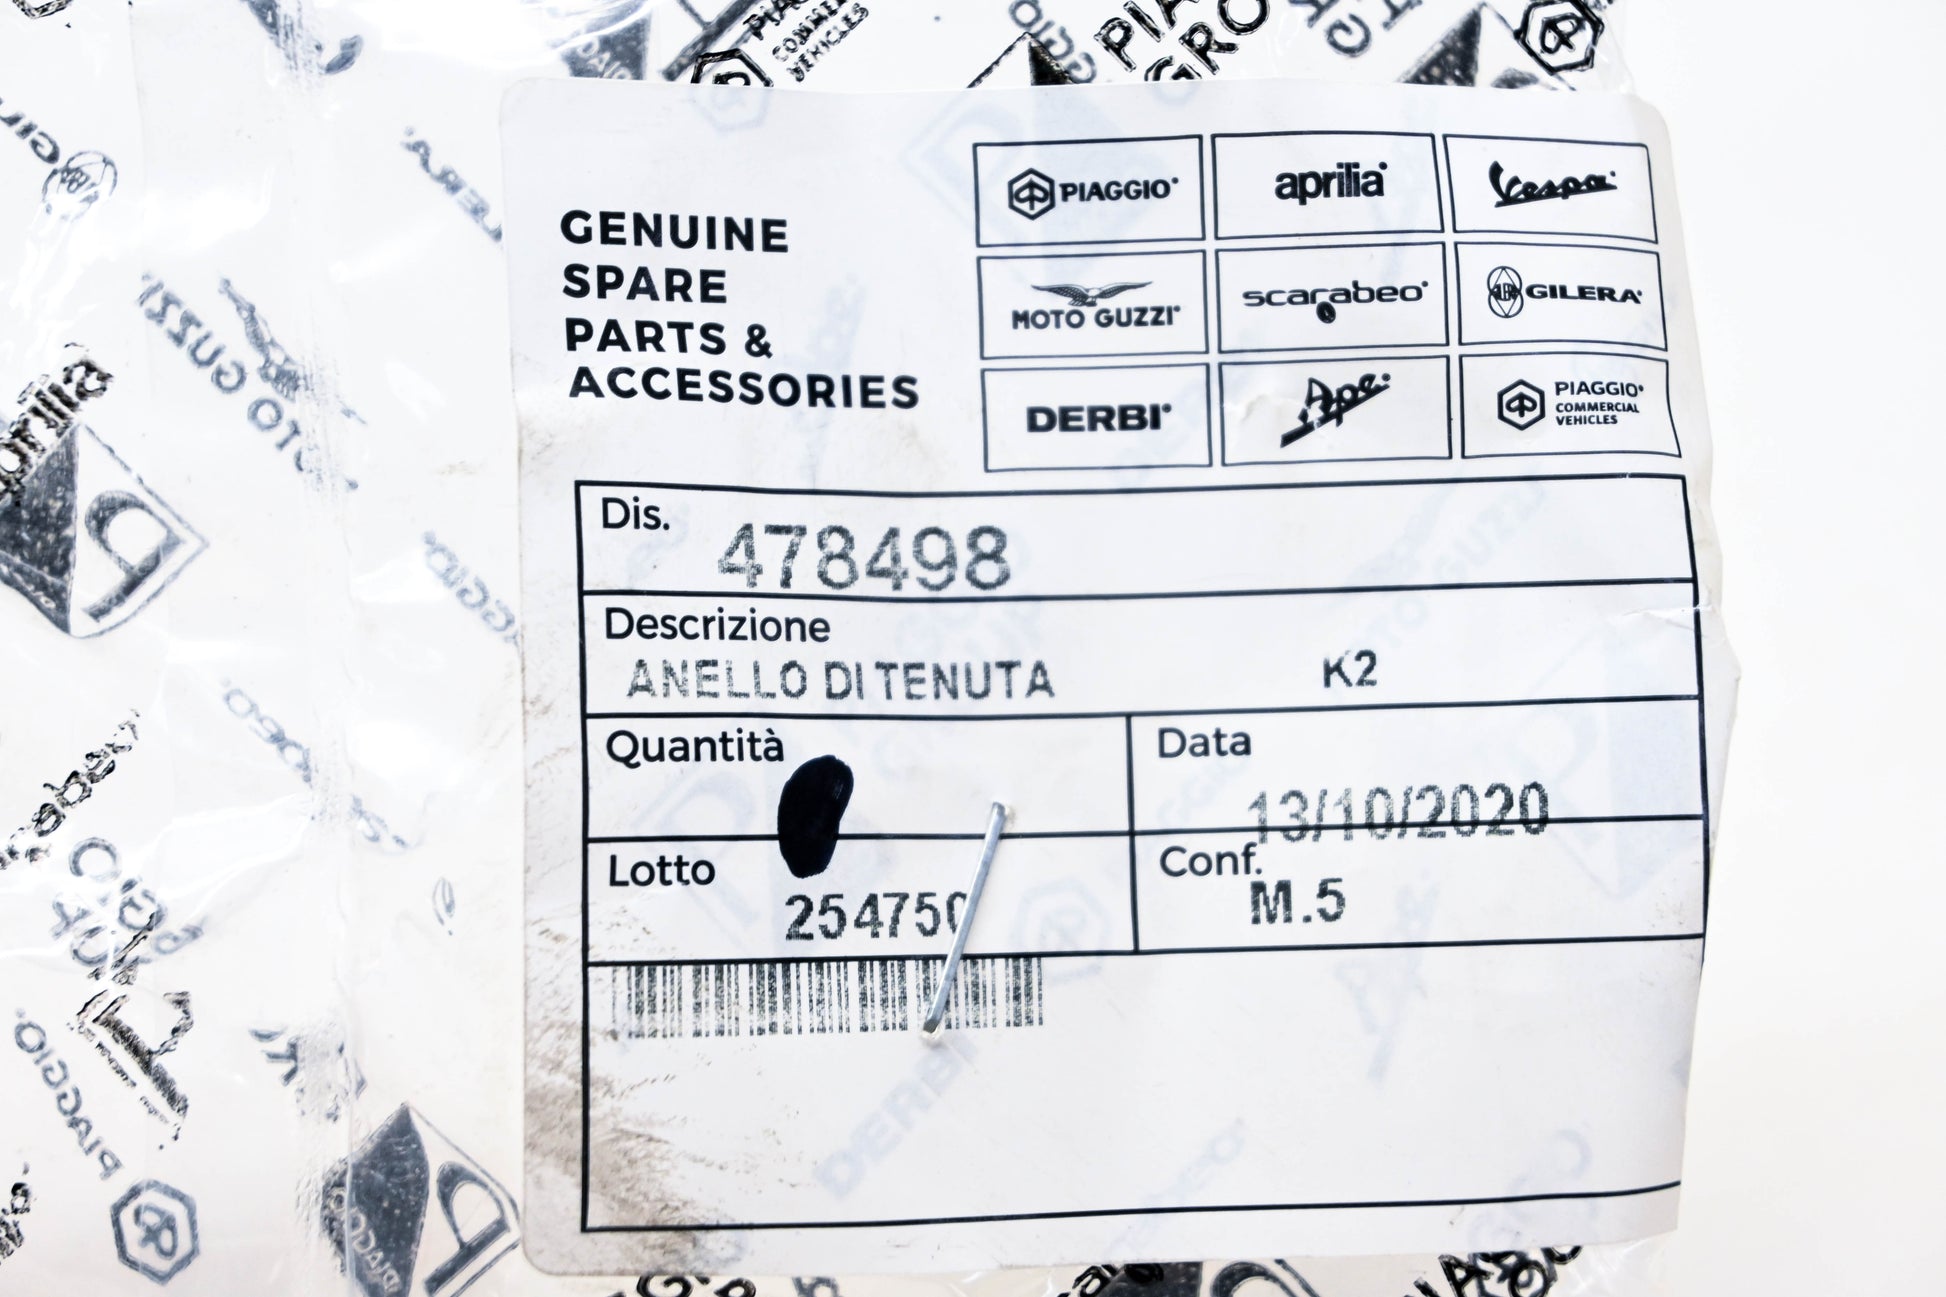 GENUINE
SPARE
PARTS &
ACCESSORIES
PIAGGIO
aprilia
Vespa
MOTO GUZZI
scarabeo
GILERA
DERBI
Ape
PIAGGIO
COMMERCIAL
VEHICLES
Dis.
478498
Descrizione
ANELLO DI TENUTA K2
Quantità
Data
13/10/2020
Lotto
254750
Conf.
M.5